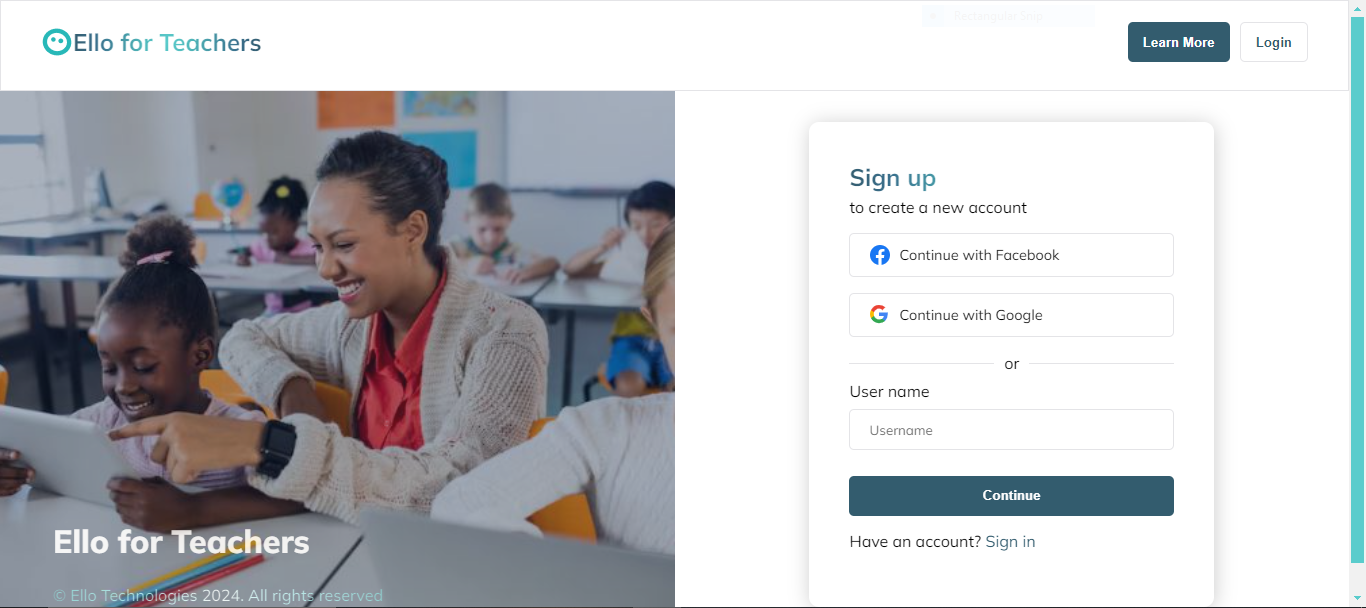 Rectangular Snip
Ello for Teachers
Learn More
Login
Sign up
to create a new account
Continue with Facebook
Continue with Google
or
User name
Username
Continue
Have an account? Sign in
Ello for Teachers
© Ello Technologies 2024. All rights reserved